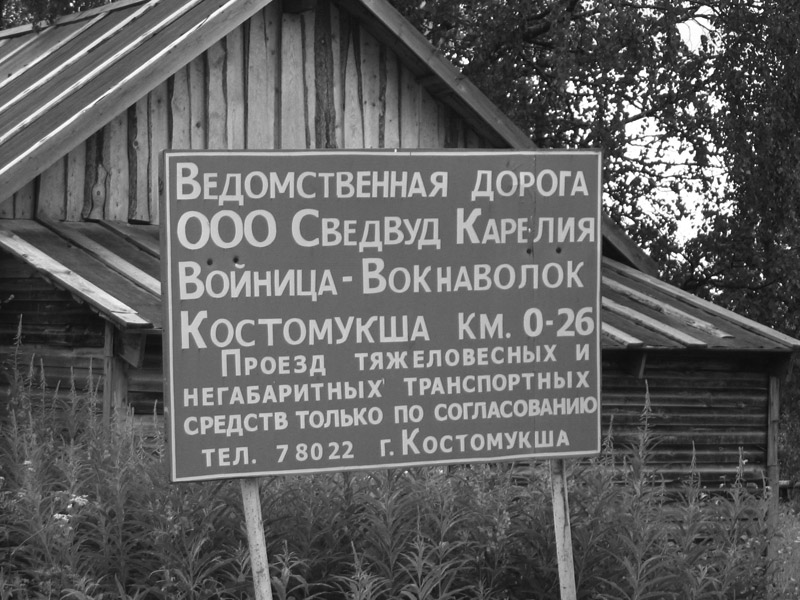 Ведомственная дорога
ООО СведВуд Карелия
Войница-Вокнаволок
Костомукша км. 0-26
Проезд тяжеловесных и
негабаритных транспортных
средств только по согласованию
тел. 78022 г. Костомукша